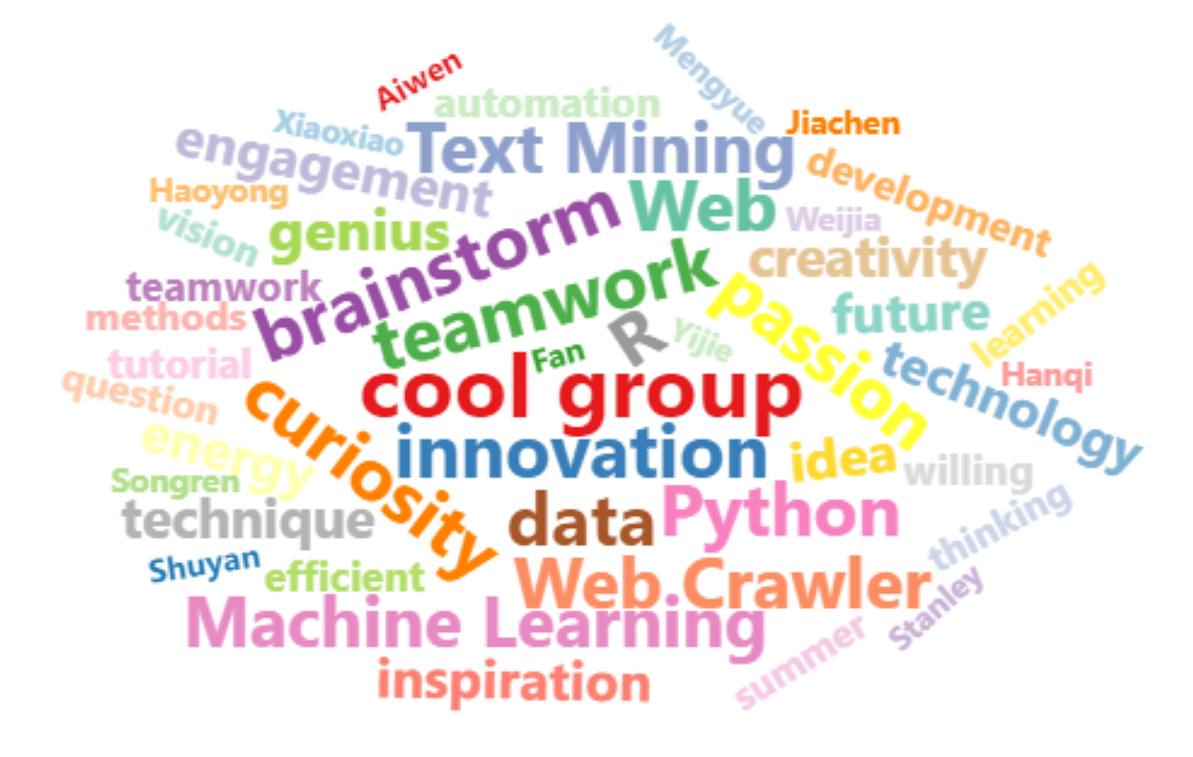 Mengyue
Aiwen
automation
Xiaoxiao
Jiachen
Text Mining
engagement
development
Haoyong
Web
Weijia
vision
genius
brainstorm
creativity
teamwork
teamwork
passion
future
learning
methods
R
Yijie
Fan
tutorial
technology
Hanqi
question
cool group
curiosity
energy
innovation
idea
willing
Songren
technique
data
Python
thinking
Shuyan
efficient
Web Crawler
Stanley
Machine Learning
summer
inspiration